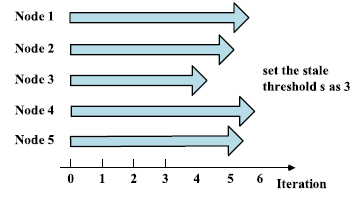 Node 1
Node 2
Node 3
Node 4
Node 5
set the stale
threshold s as 3
0 1 2 3 4 5 6
Iteration